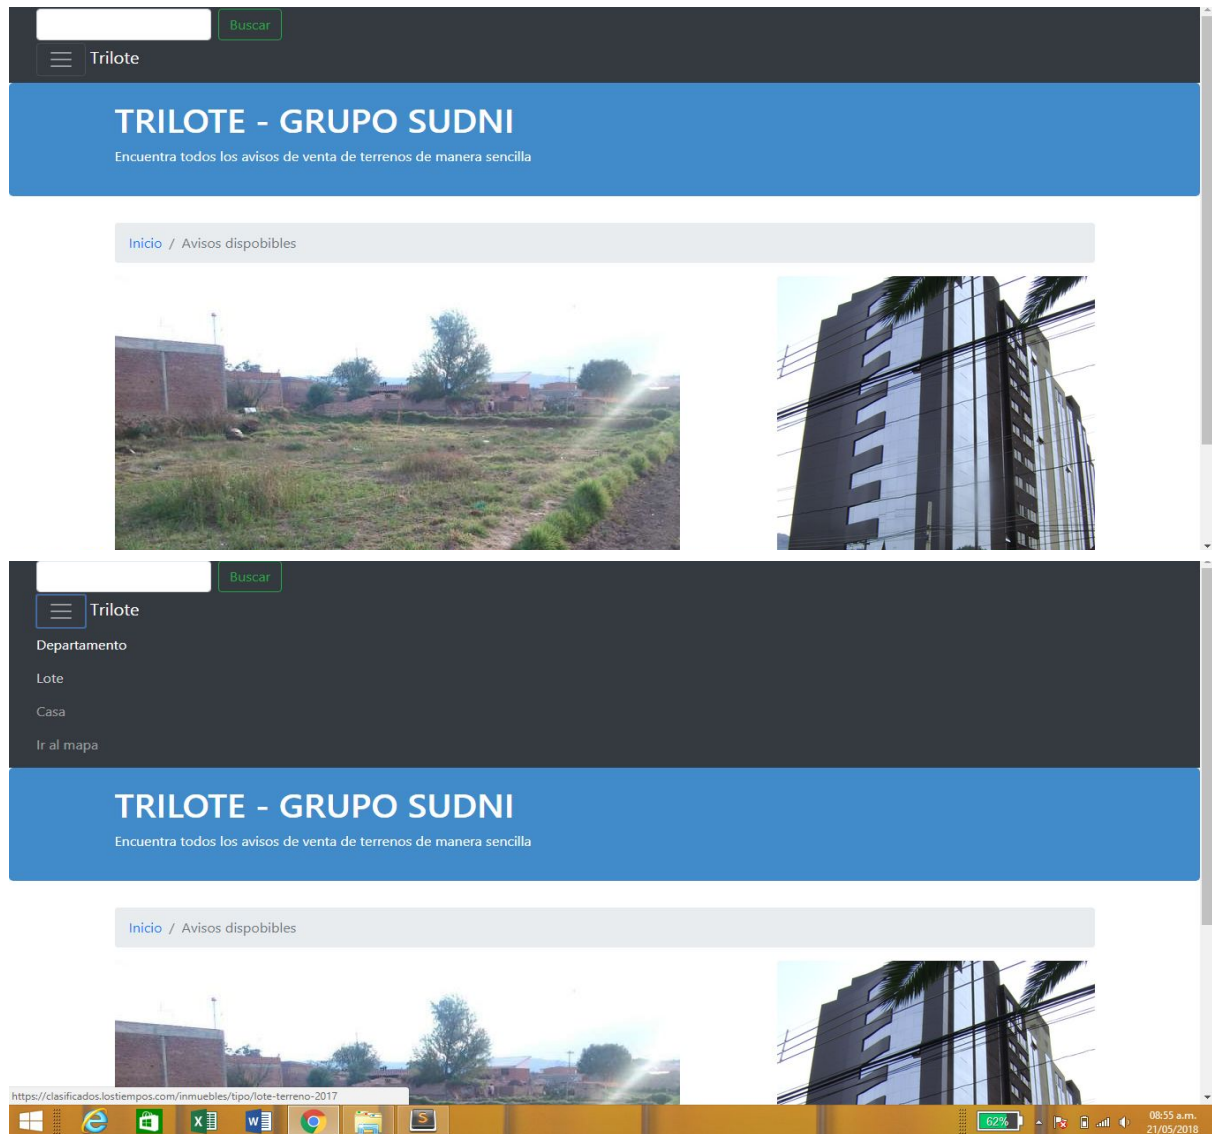 Buscar
Trilote
TRILOTE - GRUPO SUDNI
Encuentra todos los avisos de venta de terrenos de manera sencilla
Inicio / Avisos dispobibles
Buscar
Trilote
Departamento
Lote
Casa
Ir al mapa
TRILOTE - GRUPO SUDNI
Encuentra todos los avisos de venta de terrenos de manera sencilla
Inicio / Avisos dispobibles
https://clasificados.lostiempos.com/inmuebles/tipo/lote-terreno-2017
62%
08:55 a.m.
21/05/2018